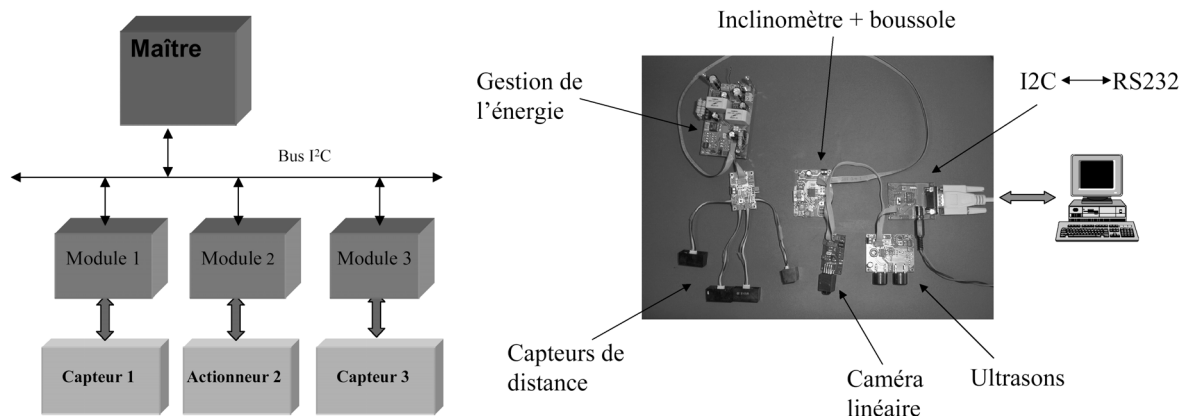 Maître
Bus I²C
Module 1
Module 2
Module 3
Capteur 1
Actionneur 2
Capteur 3
Inclinomètre + boussole
Gestion de
l’énergie
I2C
RS232
Capteurs de
distance
Caméra
linéaire
Ultrasons